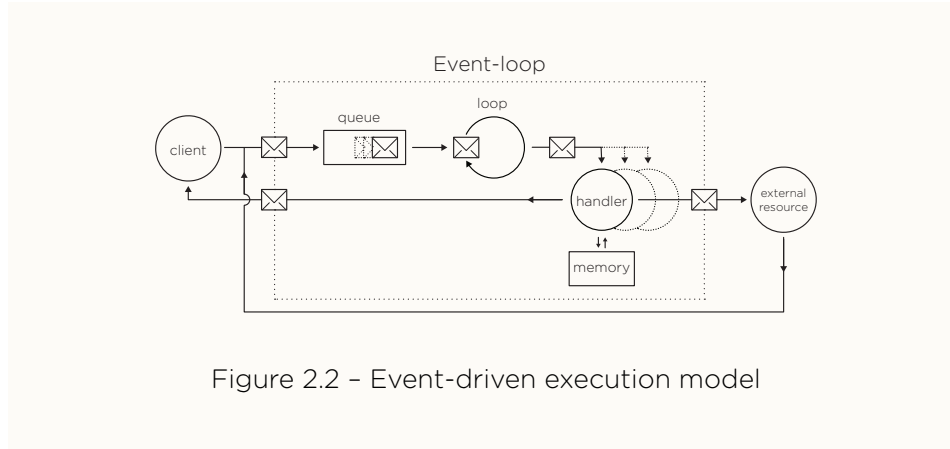 Event-loop
loop
queue
client
handler
external
resource
memory
Figure 2.2 – Event-driven execution model